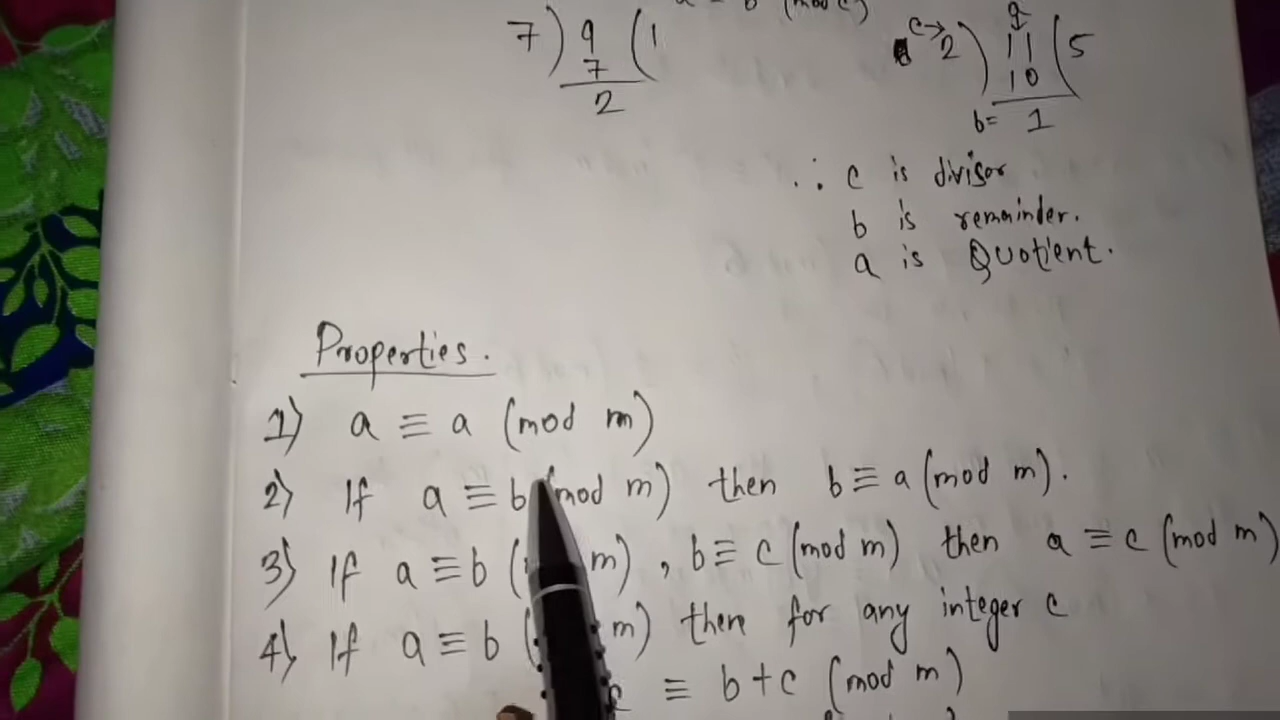 b (mod c)
7) 9 (1
7
2
c→ 2) 11 (5
10
b= 1
∴ c is divisor
b is remainder.
a is Quotient.
Properties.
1) a ≡ a (mod m)
2) If a ≡ b (mod m) then b ≡ a (mod m).
3) If a ≡ b ( m) , b ≡ c (mod m) then a ≡ c (mod m)
4) If a ≡ b ( m) then for any integer c
c ≡ b+c (mod m)